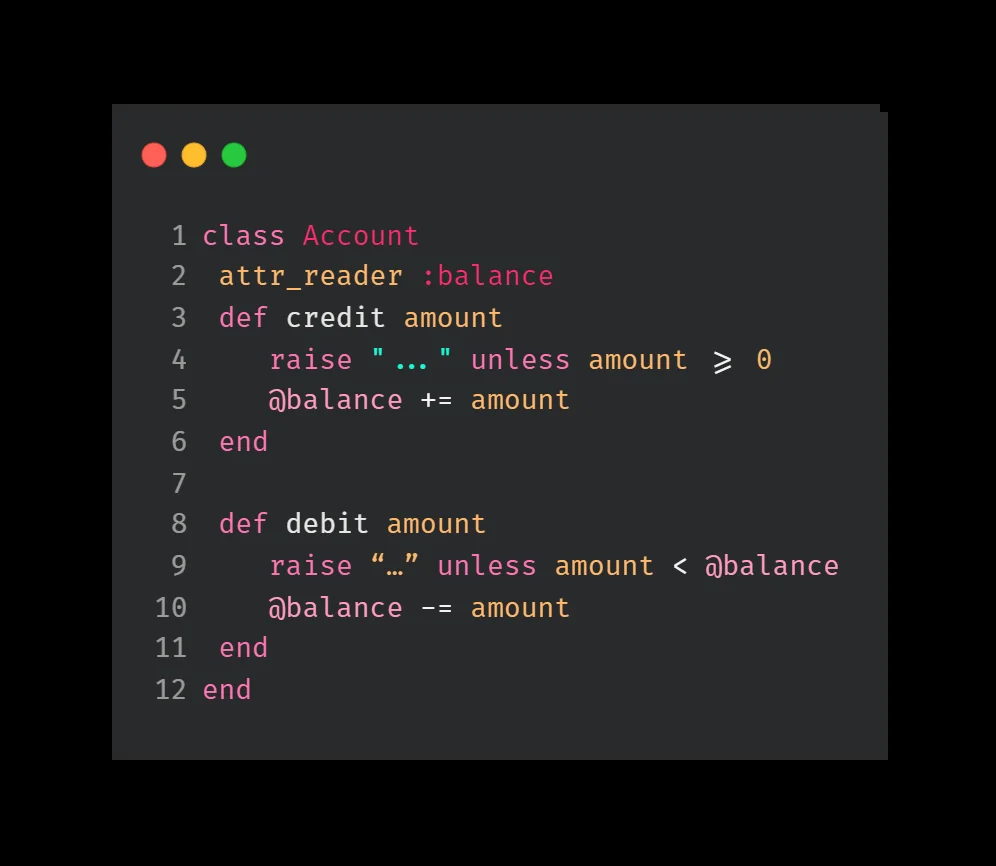 1 class Account
2  attr_reader :balance
3  def credit amount
4     raise "..." unless amount >= 0
5     @balance += amount
6  end
7
8  def debit amount
9     raise “…” unless amount < @balance
10    @balance -= amount
11 end
12 end